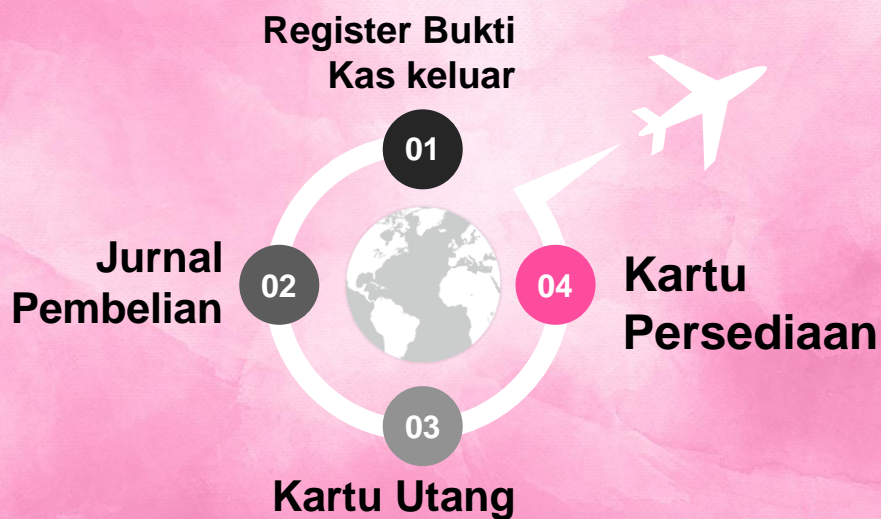 Register Bukti
Kas keluar
01
Jurnal
Pembelian
02
03
Kartu Utang
04
Kartu
Persediaan